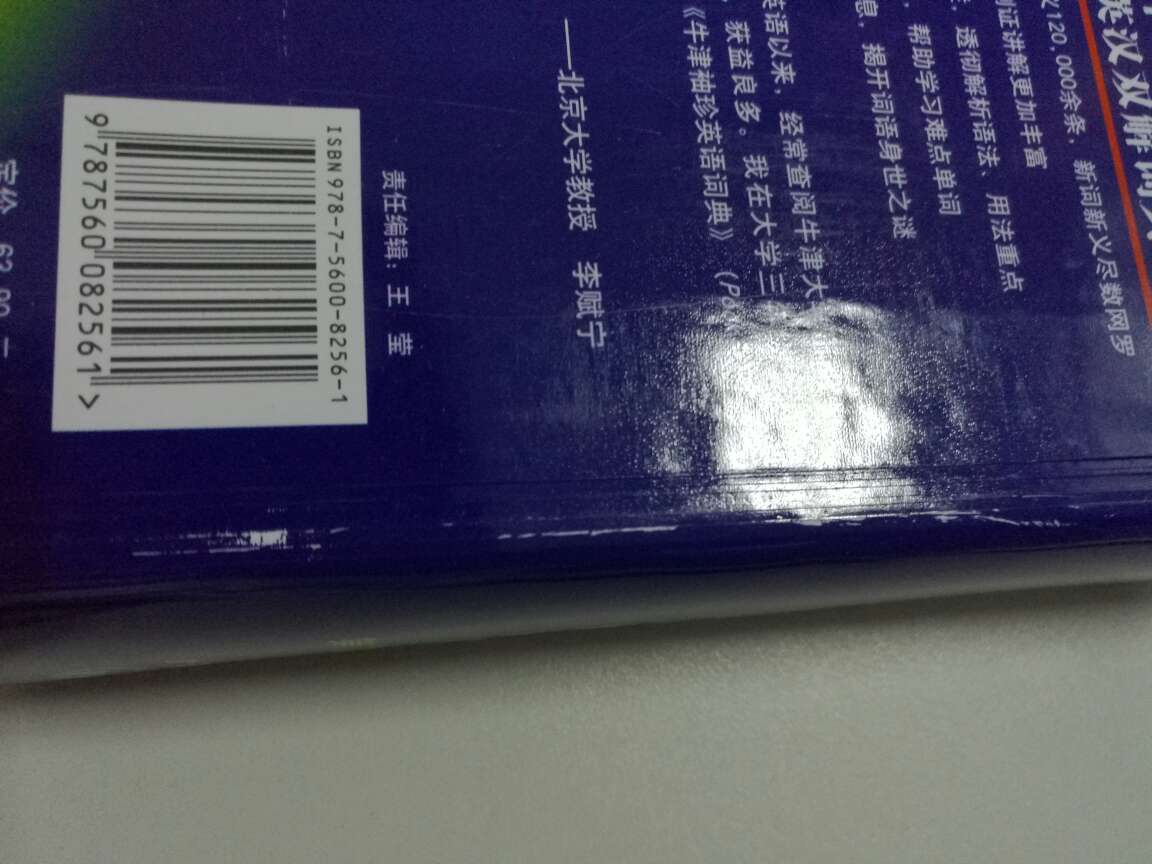 英汉双解词
120,000余条，新词新义尽数网罗
例证讲解更加丰富
透彻解析语法、用法重点
，帮助学习难点单词
息，揭开词语身世之谜
英语以来，经常查阅牛津大
，获益良多。我在大学三
《牛津袖珍英语词典》
——北京大学教授 李赋宁
责任编辑：王 莹
ISBN 978-7-5600-8256-1
9 787560 082561 >
定价